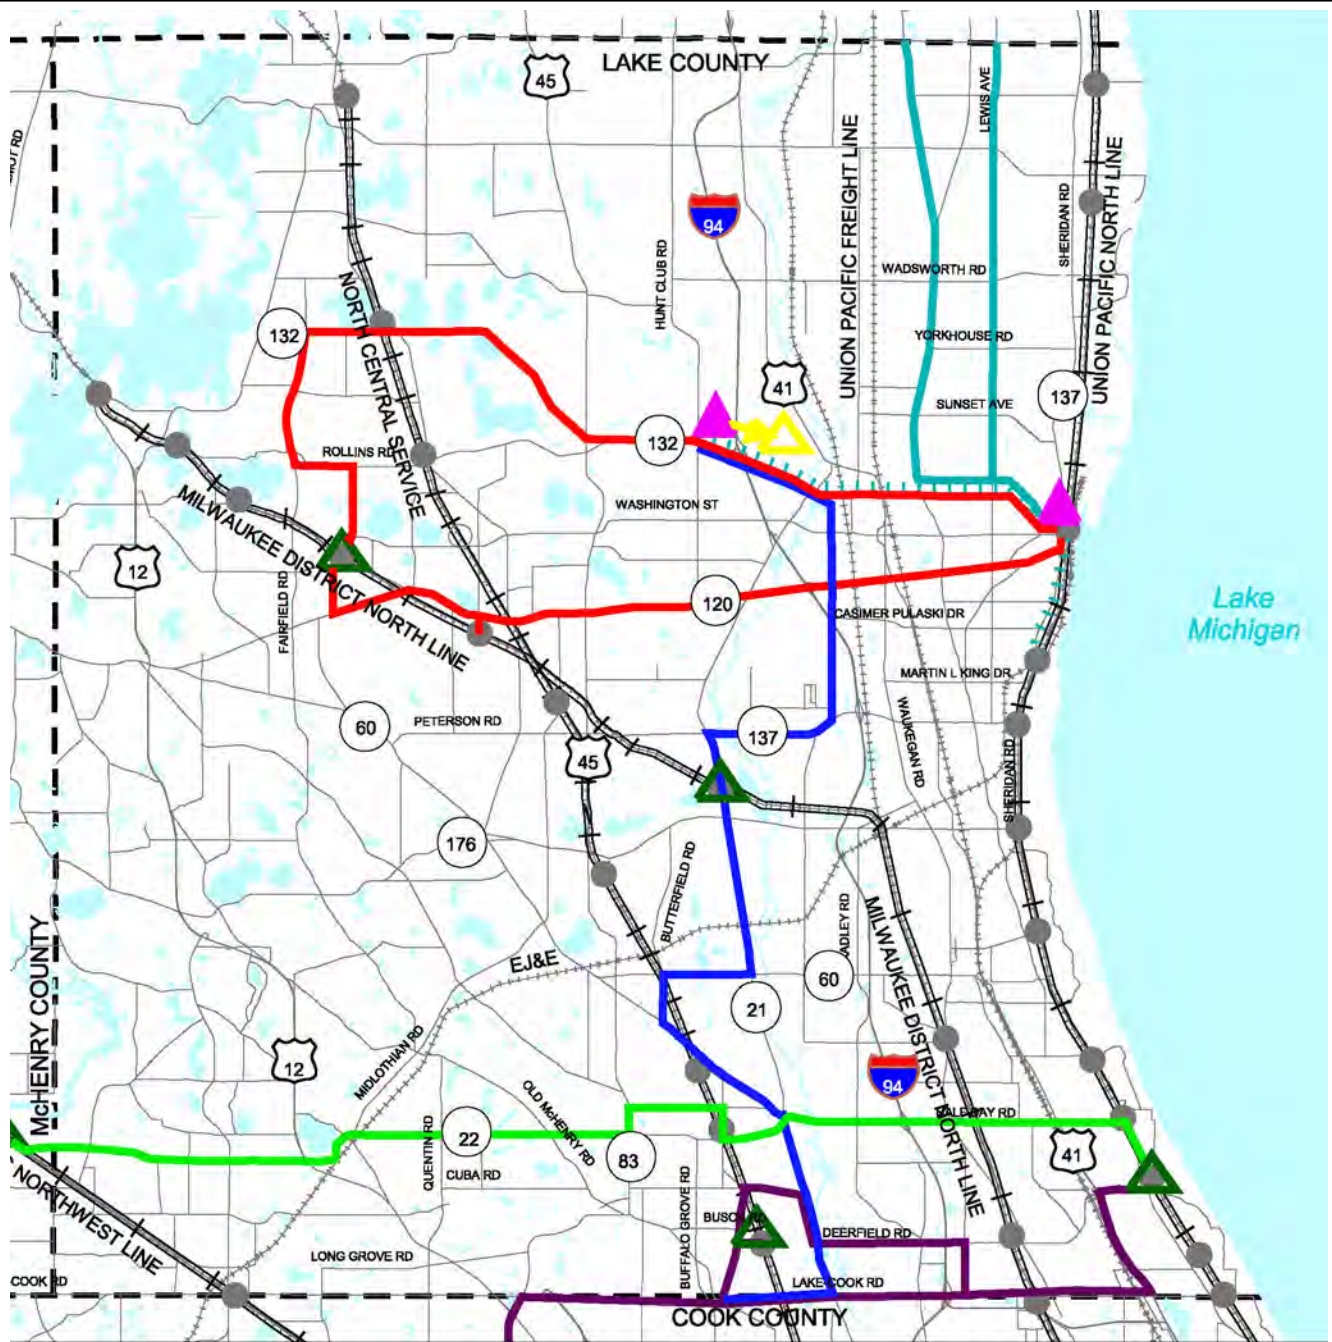 LAKE COUNTY
45
LEWIS AVE
UNION PACIFIC FREIGHT LINE
UNION PACIFIC NORTH LINE
SHERIDAN RD
94
HUNT CLUB RD
WADSWORTH RD
NORTH CENTRAL SERVICE
132
YORKHOUSE RD
41
137
SUNSET AVE
132
ROLLINS RD
WASHINGTON ST
MILWAUKEE DISTRICT NORTH LINE
12
FAIRFIELD RD
120
CASIMER PULASKI DR
Lake
Michigan
MARTIN L KING DR
60
PETERSON RD
137
WAUKEGAN RD
45
SHERIDAN RD
176
BUTTERFIELD RD
McHENRY COUNTY
EJ&E
60
MILWAUKEE DISTRICT NORTH LINE
21
12
MIDLOTHIAN RD
94
OLD McHENRY RD
QUENTIN RD
22
83
41
CUBA RD
NORTHWEST LINE
BUFFALO GROVE RD
BUSCH RD
DEERFIELD RD
LONG GROVE RD
COOK RD
LAKE-COOK RD
COOK COUNTY